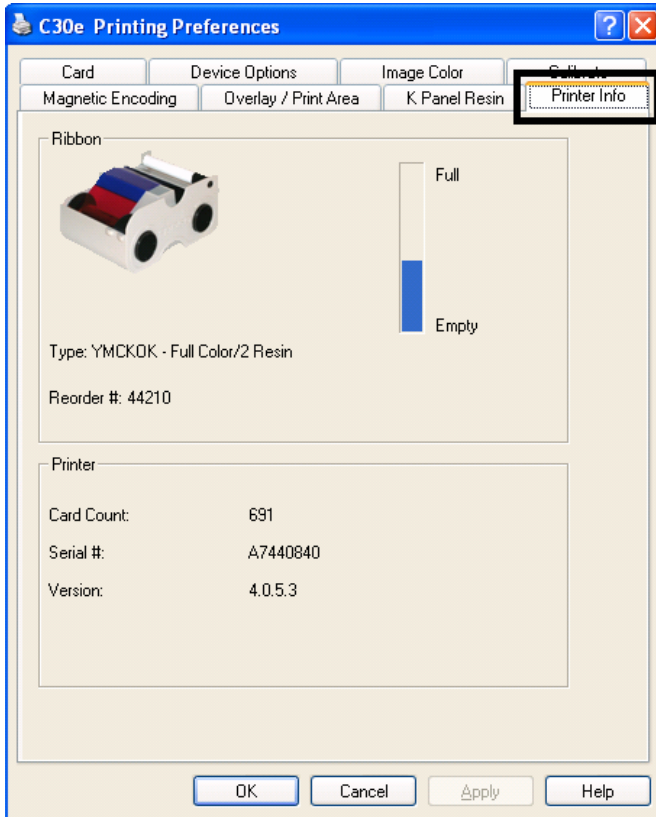 C30e Printing Preferences
Card Device Options Image Color Calibrate
Magnetic Encoding Overlay / Print Area K Panel Resin Printer Info
Ribbon
Full
Empty
Type: YMCKOK - Full Color/2 Resin
Reorder #: 44210
Printer
Card Count: 691
Serial #: A7440840
Version: 4.0.5.3
OK Cancel Apply Help